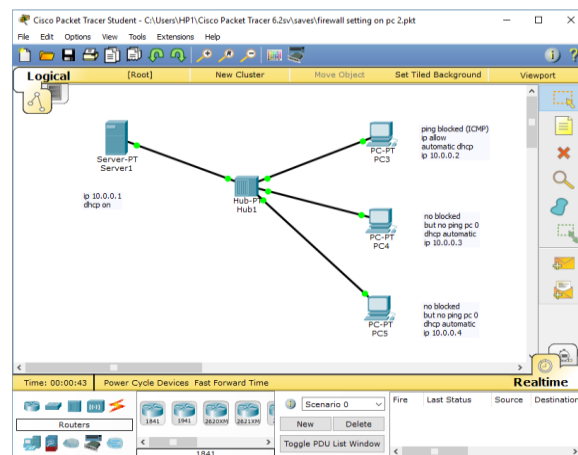 Cisco Packet Tracer Student - C:\Users\HP1\Cisco Packet Tracer 6.2sv\saves\firewall setting on pc 2.pkt
File Edit Options View Tools Extensions Help
Logical [Root] New Cluster Move Object Set Tiled Background Viewport
Server-PT
Server1
ip 10.0.0.1
dhcp on
Hub-PT
Hub1
PC-PT
PC3
ping blocked (ICMP)
ip allow
automatic dhcp
ip 10.0.0.2
PC-PT
PC4
no blocked
but no ping pc 0
dhcp automatic
ip 10.0.0.3
PC-PT
PC5
no blocked
but no ping pc 0
dhcp automatic
ip 10.0.0.4
Time: 00:00:43 Power Cycle Devices Fast Forward Time Realtime
Routers
1841 1941 2620XM 2621XM
1841
Scenario 0
New Delete
Toggle PDU List Window
Fire Last Status Source Destination